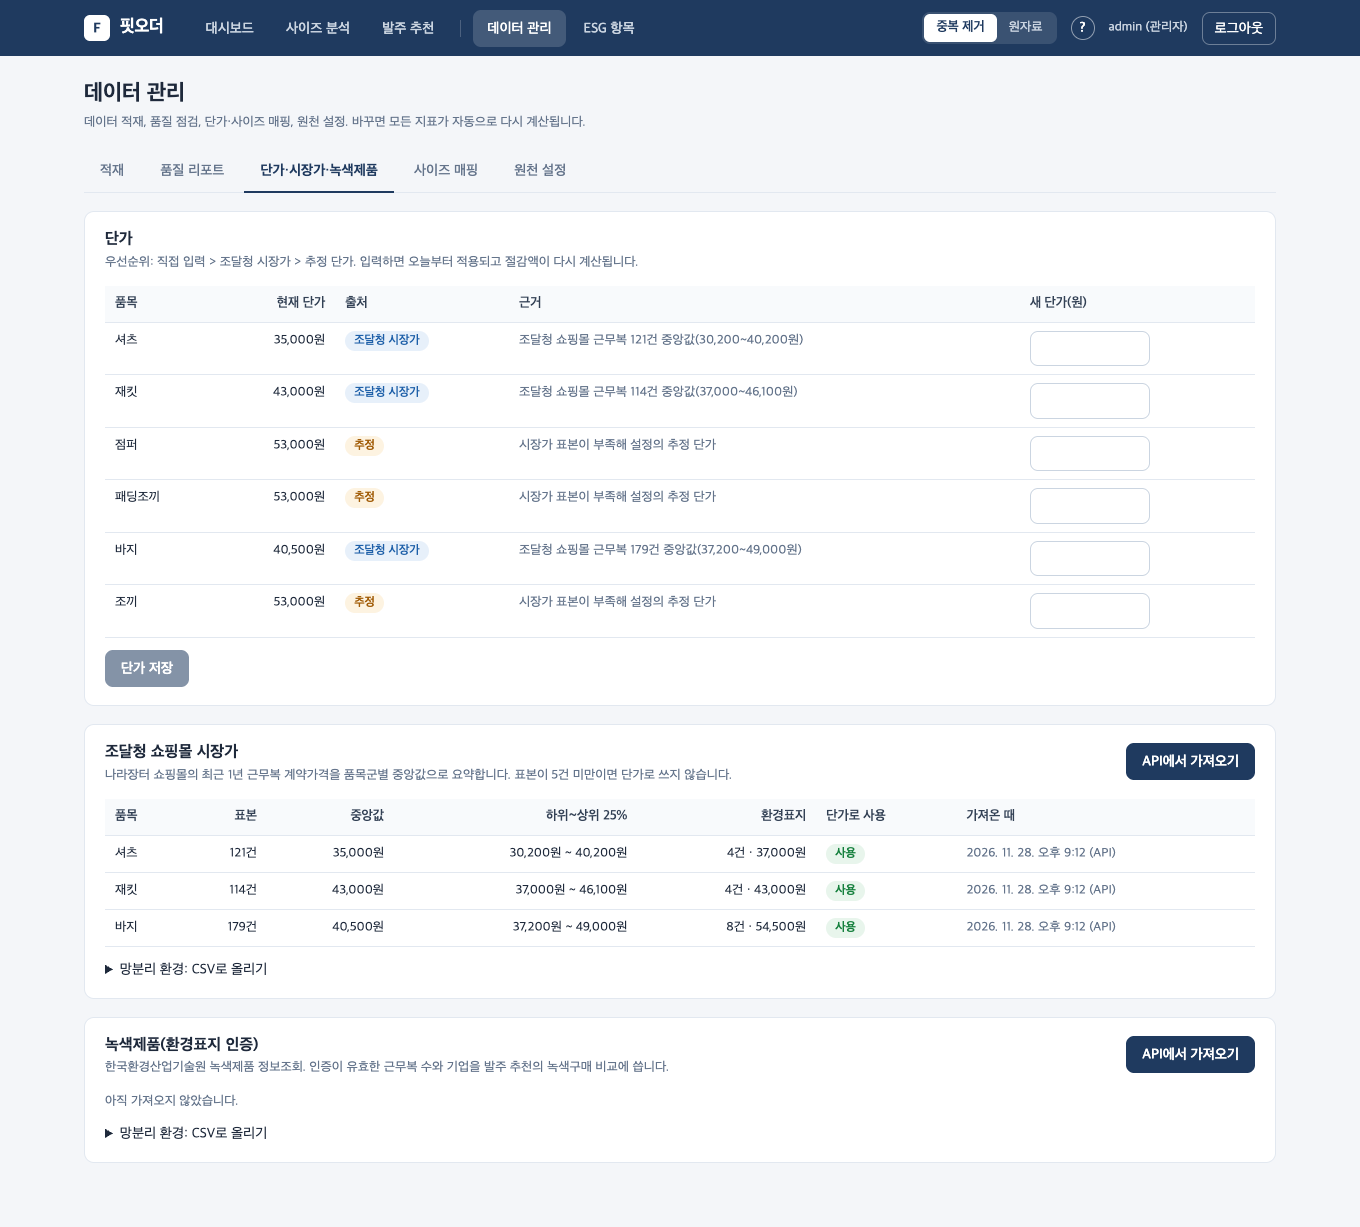 F 핏오더 대시보드 사이즈 분석 발주 추천 데이터 관리 ESG 항목 중복 제거 원자료 ? admin (관리자) 로그아웃
데이터 관리
데이터 적재, 품질 점검, 단가·사이즈 매핑, 원천 설정. 바꾸면 모든 지표가 자동으로 다시 계산됩니다.
적재 품질 리포트 단가·시장가·녹색제품 사이즈 매핑 원천 설정
단가
우선순위: 직접 입력 > 조달청 시장가 > 추정 단가. 입력하면 오늘부터 적용되고 절감액이 다시 계산됩니다.
품목 현재 단가 출처 근거 새 단가(원)
셔츠 35,000원 조달청 시장가 조달청 쇼핑몰 근무복 121건 중앙값(30,200~40,200원)
재킷 43,000원 조달청 시장가 조달청 쇼핑몰 근무복 114건 중앙값(37,000~46,100원)
점퍼 53,000원 추정 시장가 표본이 부족해 설정의 추정 단가
패딩조끼 53,000원 추정 시장가 표본이 부족해 설정의 추정 단가
바지 40,500원 조달청 시장가 조달청 쇼핑몰 근무복 179건 중앙값(37,200~49,000원)
조끼 53,000원 추정 시장가 표본이 부족해 설정의 추정 단가
단가 저장
조달청 쇼핑몰 시장가
나라장터 쇼핑몰의 최근 1년 근무복 계약가격을 품목군별 중앙값으로 요약합니다. 표본이 5건 미만이면 단가로 쓰지 않습니다.
API에서 가져오기
품목 표본 중앙값 하위~상위 25% 환경표지 단가로 사용 가져온 때
셔츠 121건 35,000원 30,200원 ~ 40,200원 4건 · 37,000원 사용 2026. 11. 28. 오후 9:12 (API)
재킷 114건 43,000원 37,000원 ~ 46,100원 4건 · 43,000원 사용 2026. 11. 28. 오후 9:12 (API)
바지 179건 40,500원 37,200원 ~ 49,000원 8건 · 54,500원 사용 2026. 11. 28. 오후 9:12 (API)
▶ 망분리 환경: CSV로 올리기
녹색제품(환경표지 인증)
한국환경산업기술원 녹색제품 정보조회. 인증이 유효한 근무복 수와 기업을 발주 추천의 녹색구매 비교에 씁니다.
API에서 가져오기
아직 가져오지 않았습니다.
▶ 망분리 환경: CSV로 올리기